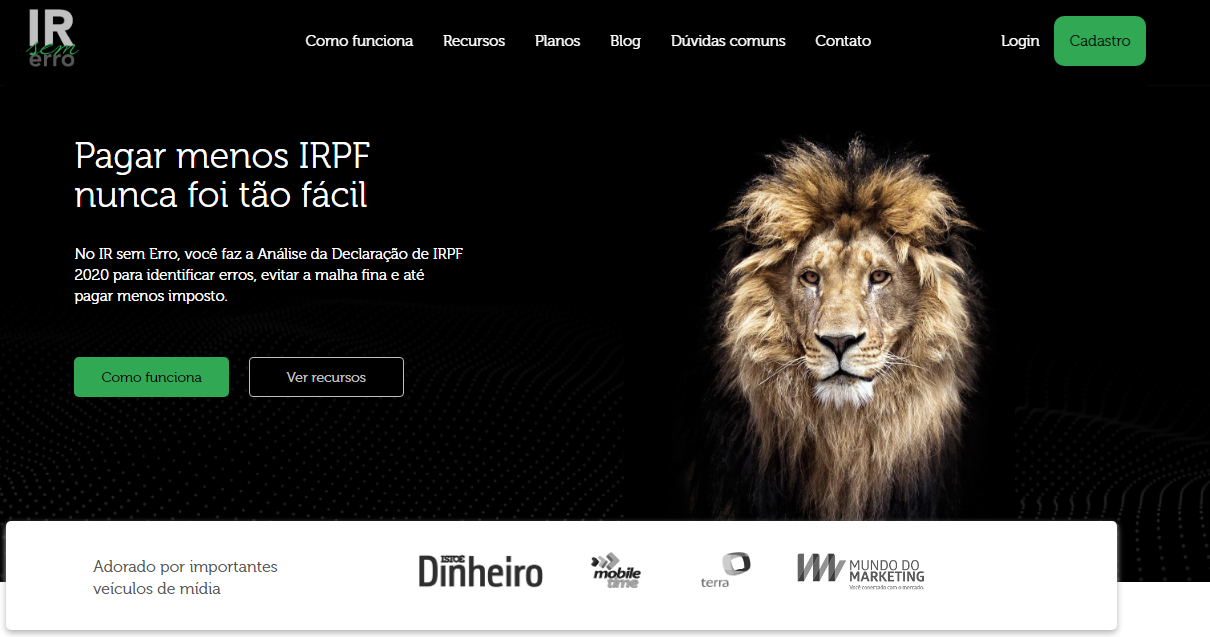 IR
sem
erro
Como funciona Recursos Planos Blog Dúvidas comuns Contato Login Cadastro
Pagar menos IRPF
nunca foi tão fácil
No IR sem Erro, você faz a Análise da Declaração de IRPF
2020 para identificar erros, evitar a malha fina e até
pagar menos imposto.
Como funciona Ver recursos
Adorado por importantes
veículos de mídia
ISTOÉ
Dinheiro
mobile
time
terra
MUNDO DO
MARKETING
Você conectado com o mercado.